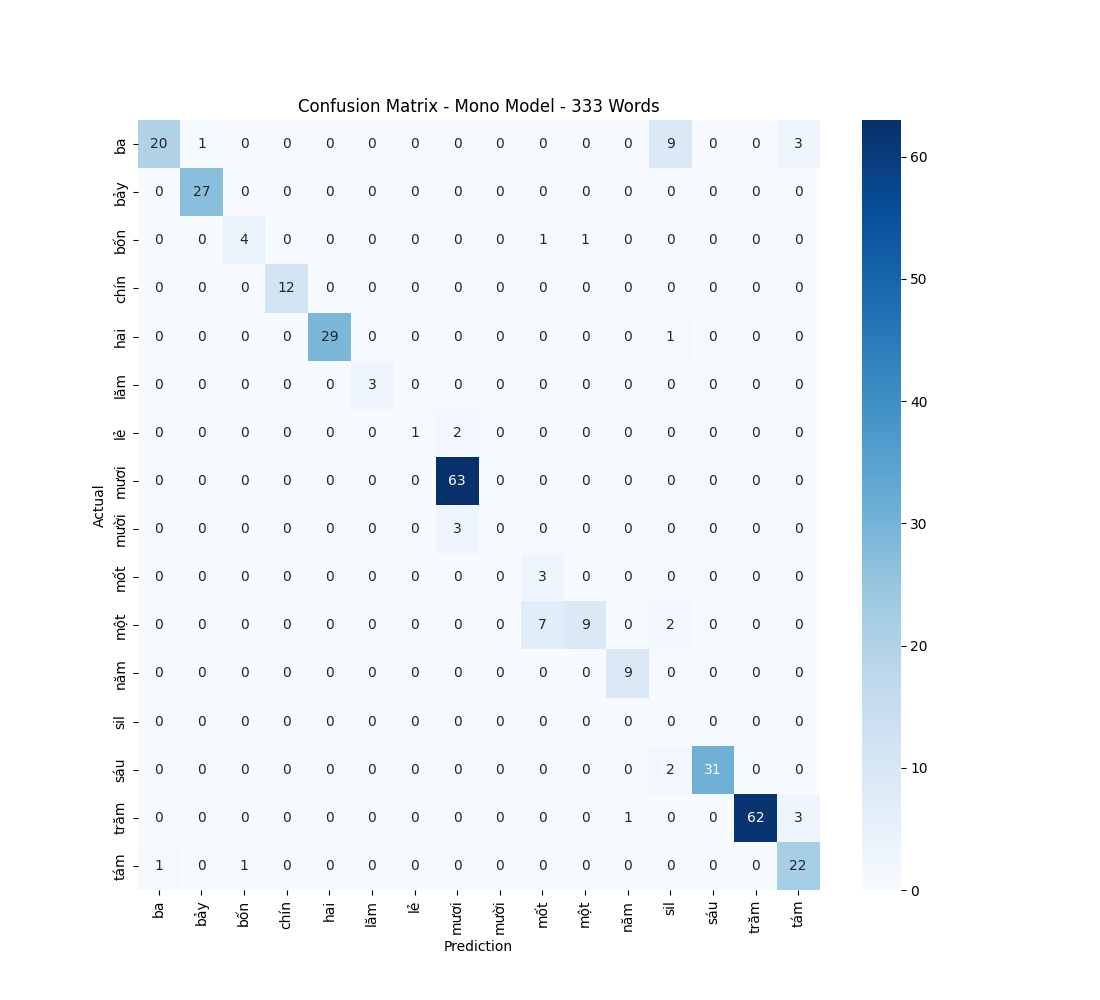 Confusion Matrix - Mono Model - 333 Words
ba 20 1 0 0 0 0 0 0 0 0 0 0 9 0 0 3
bảy 0 27 0 0 0 0 0 0 0 0 0 0 0 0 0 0
bốn 0 0 4 0 0 0 0 0 0 1 1 0 0 0 0 0
chín 0 0 0 12 0 0 0 0 0 0 0 0 0 0 0 0
hai 0 0 0 0 29 0 0 0 0 0 0 0 1 0 0 0
lăm 0 0 0 0 0 3 0 0 0 0 0 0 0 0 0 0
lẻ 0 0 0 0 0 0 1 2 0 0 0 0 0 0 0 0
mươi 0 0 0 0 0 0 0 63 0 0 0 0 0 0 0 0
mười 0 0 0 0 0 0 0 3 0 0 0 0 0 0 0 0
mốt 0 0 0 0 0 0 0 0 0 3 0 0 0 0 0 0
một 0 0 0 0 0 0 0 0 0 7 9 0 2 0 0 0
năm 0 0 0 0 0 0 0 0 0 0 0 9 0 0 0 0
sil 0 0 0 0 0 0 0 0 0 0 0 0 0 0 0 0
sáu 0 0 0 0 0 0 0 0 0 0 0 0 2 31 0 0
trăm 0 0 0 0 0 0 0 0 0 0 0 1 0 0 62 3
tám 1 0 1 0 0 0 0 0 0 0 0 0 0 0 0 22
Actual
ba bảy bốn chín hai lăm lẻ mươi mười mốt một năm sil sáu trăm tám
Prediction
60
50
40
30
20
10
0